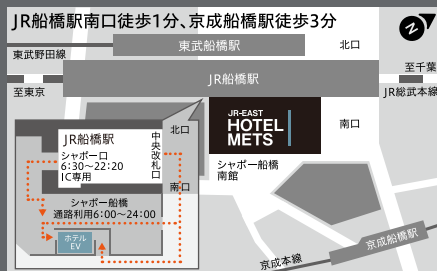 JR船橋駅南口徒歩1分、京成船橋駅徒歩3分
N
東武船橋駅
北口
東武野田線
至千葉
JR船橋駅
至東京
JR総武本線
JR-EAST
HOTEL
METS
北口
南口
JR船橋駅
中央改札口
シャポー口
6:30〜22:20
IC専用
シャポー船橋
南館
南口
シャポー船橋
通路利用6:00〜24:00
ホテル
EV
京成船橋駅
京成本線